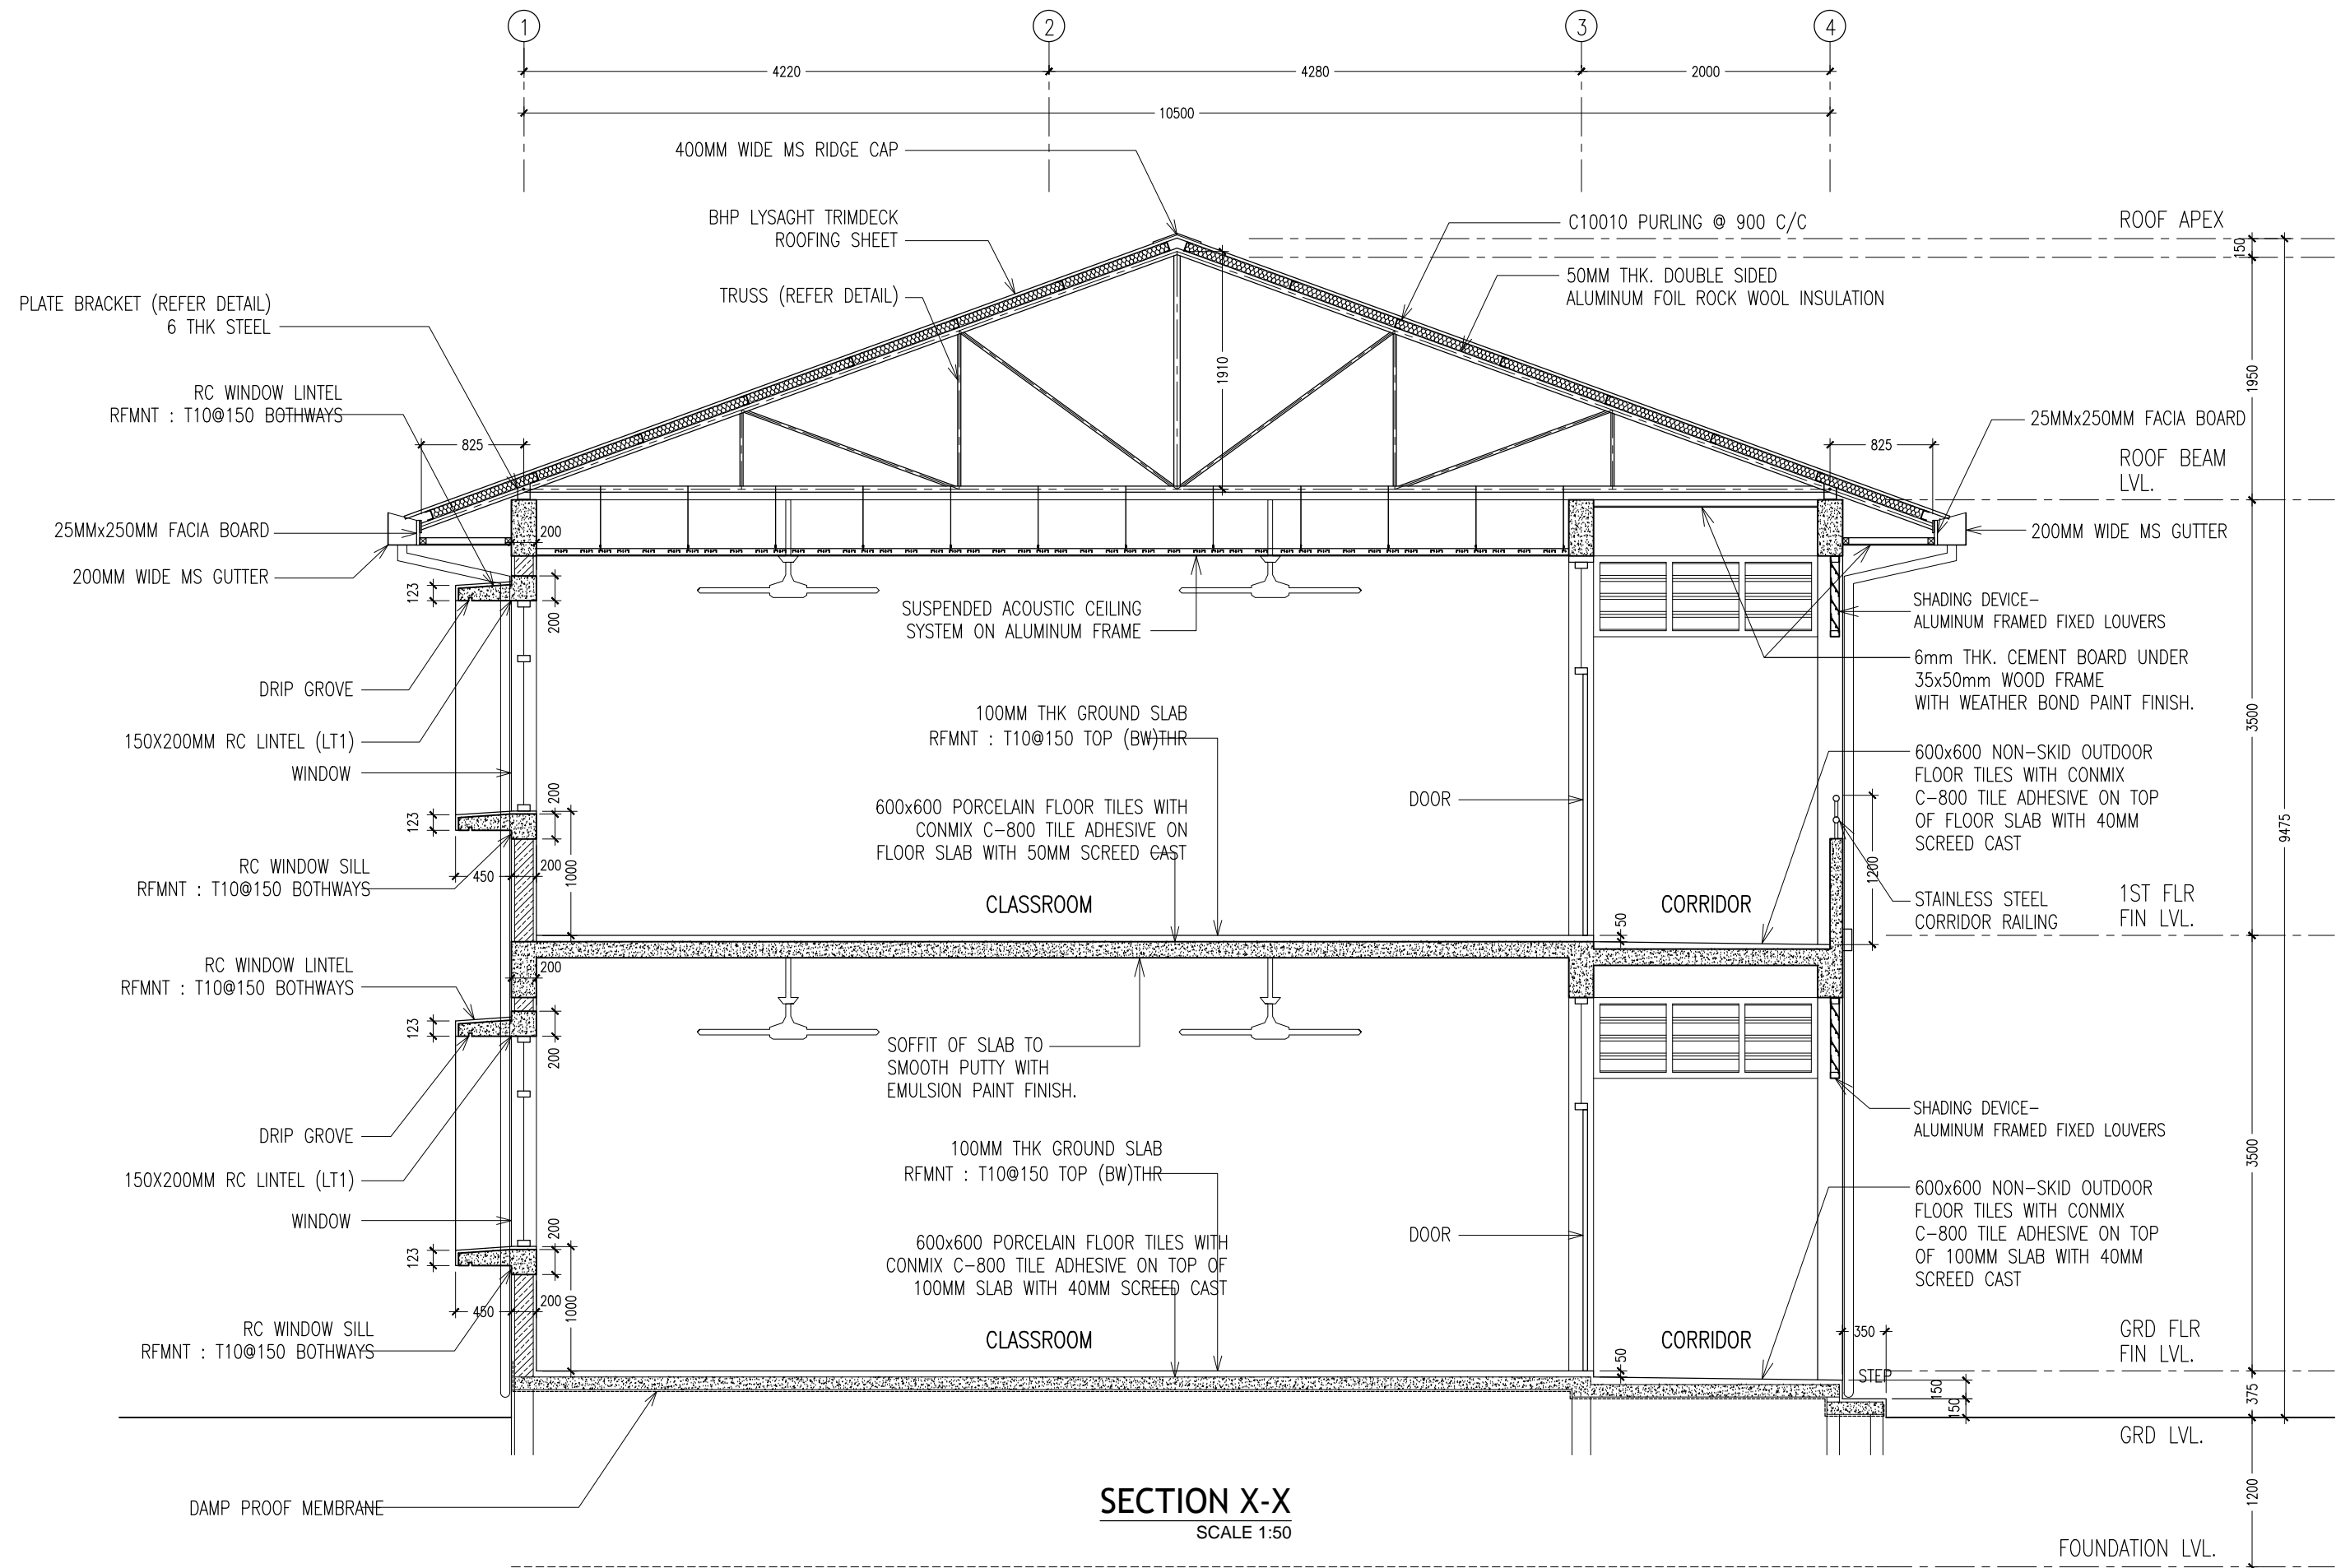 1
2
3
4
4220
4280
2000
10500
400MM WIDE MS RIDGE CAP
BHP LYSAGHT TRIMDECK
ROOFING SHEET
TRUSS (REFER DETAIL)
C10010 PURLING @ 900 C/C
50MM THK. DOUBLE SIDED
ALUMINUM FOIL ROCK WOOL INSULATION
ROOF APEX
150
1950
1910
PLATE BRACKET (REFER DETAIL)
6 THK STEEL
RC WINDOW LINTEL
RFMNT : T10@150 BOTHWAYS
825
825
25MMx250MM FACIA BOARD
ROOF BEAM
LVL.
25MMx250MM FACIA BOARD
200MM WIDE MS GUTTER
200
200MM WIDE MS GUTTER
123
200
SUSPENDED ACOUSTIC CEILING
SYSTEM ON ALUMINUM FRAME
SHADING DEVICE-
ALUMINUM FRAMED FIXED LOUVERS
6mm THK. CEMENT BOARD UNDER
35x50mm WOOD FRAME
WITH WEATHER BOND PAINT FINISH.
DRIP GROVE
150X200MM RC LINTEL (LT1)
WINDOW
100MM THK GROUND SLAB
RFMNT : T10@150 TOP (BW)THR
3500
600x600 NON-SKID OUTDOOR
FLOOR TILES WITH CONMIX
C-800 TILE ADHESIVE ON TOP
OF FLOOR SLAB WITH 40MM
SCREED CAST
DOOR
600x600 PORCELAIN FLOOR TILES WITH
CONMIX C-800 TILE ADHESIVE ON
FLOOR SLAB WITH 50MM SCREED CAST
123
200
1000
9475
RC WINDOW SILL
RFMNT : T10@150 BOTHWAYS
450
200
1200
CLASSROOM
CORRIDOR
STAINLESS STEEL
CORRIDOR RAILING
1ST FLR
FIN LVL.
50
RC WINDOW LINTEL
RFMNT : T10@150 BOTHWAYS
200
123
200
SOFFIT OF SLAB TO
SMOOTH PUTTY WITH
EMULSION PAINT FINISH.
SHADING DEVICE-
ALUMINUM FRAMED FIXED LOUVERS
DRIP GROVE
150X200MM RC LINTEL (LT1)
WINDOW
100MM THK GROUND SLAB
RFMNT : T10@150 TOP (BW)THR
3500
600x600 NON-SKID OUTDOOR
FLOOR TILES WITH CONMIX
C-800 TILE ADHESIVE ON TOP
OF 100MM SLAB WITH 40MM
SCREED CAST
DOOR
600x600 PORCELAIN FLOOR TILES WITH
CONMIX C-800 TILE ADHESIVE ON TOP OF
100MM SLAB WITH 40MM SCREED CAST
123
200
1000
450
200
RC WINDOW SILL
RFMNT : T10@150 BOTHWAYS
CLASSROOM
CORRIDOR
350
GRD FLR
FIN LVL.
50
STEP
150
150
375
GRD LVL.
DAMP PROOF MEMBRANE
SECTION X-X
SCALE 1:50
1200
FOUNDATION LVL.